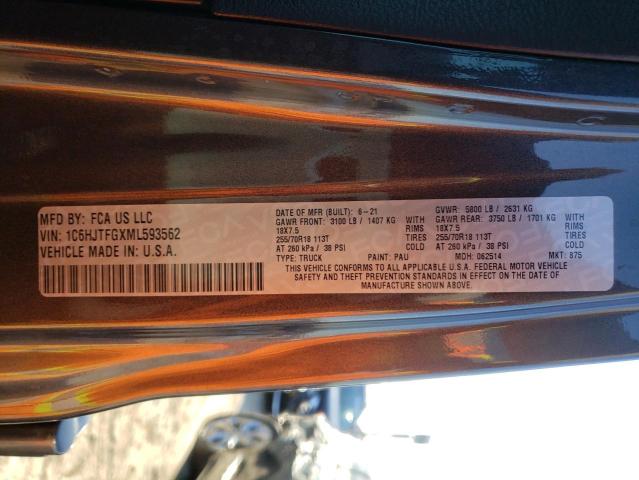 MFD BY: FCA US LLC
VIN: 1C6HJTFGXML593562
VEHICLE MADE IN: U.S.A.
DATE OF MFR (BUILT): 6-21
GAWR FRONT: 3100 LB / 1407 KG WITH
18X7.5 RIMS
255/70R18 113T TIRES
AT 260 kPa / 38 PSI COLD
GVWR: 5800 LB / 2631 KG
GAWR REAR: 3750 LB / 1701 KG WITH
18X7.5 RIMS
255/70R18 113T TIRES
AT 260 kPa / 38 PSI COLD
TYPE: TRUCK PAINT: PAU MDH: 062514 MKT: 875
THIS VEHICLE CONFORMS TO ALL APPLICABLE U.S.A. FEDERAL MOTOR VEHICLE
SAFETY AND THEFT PREVENTION STANDARDS IN EFFECT ON THE DATE OF
MANUFACTURE SHOWN ABOVE.